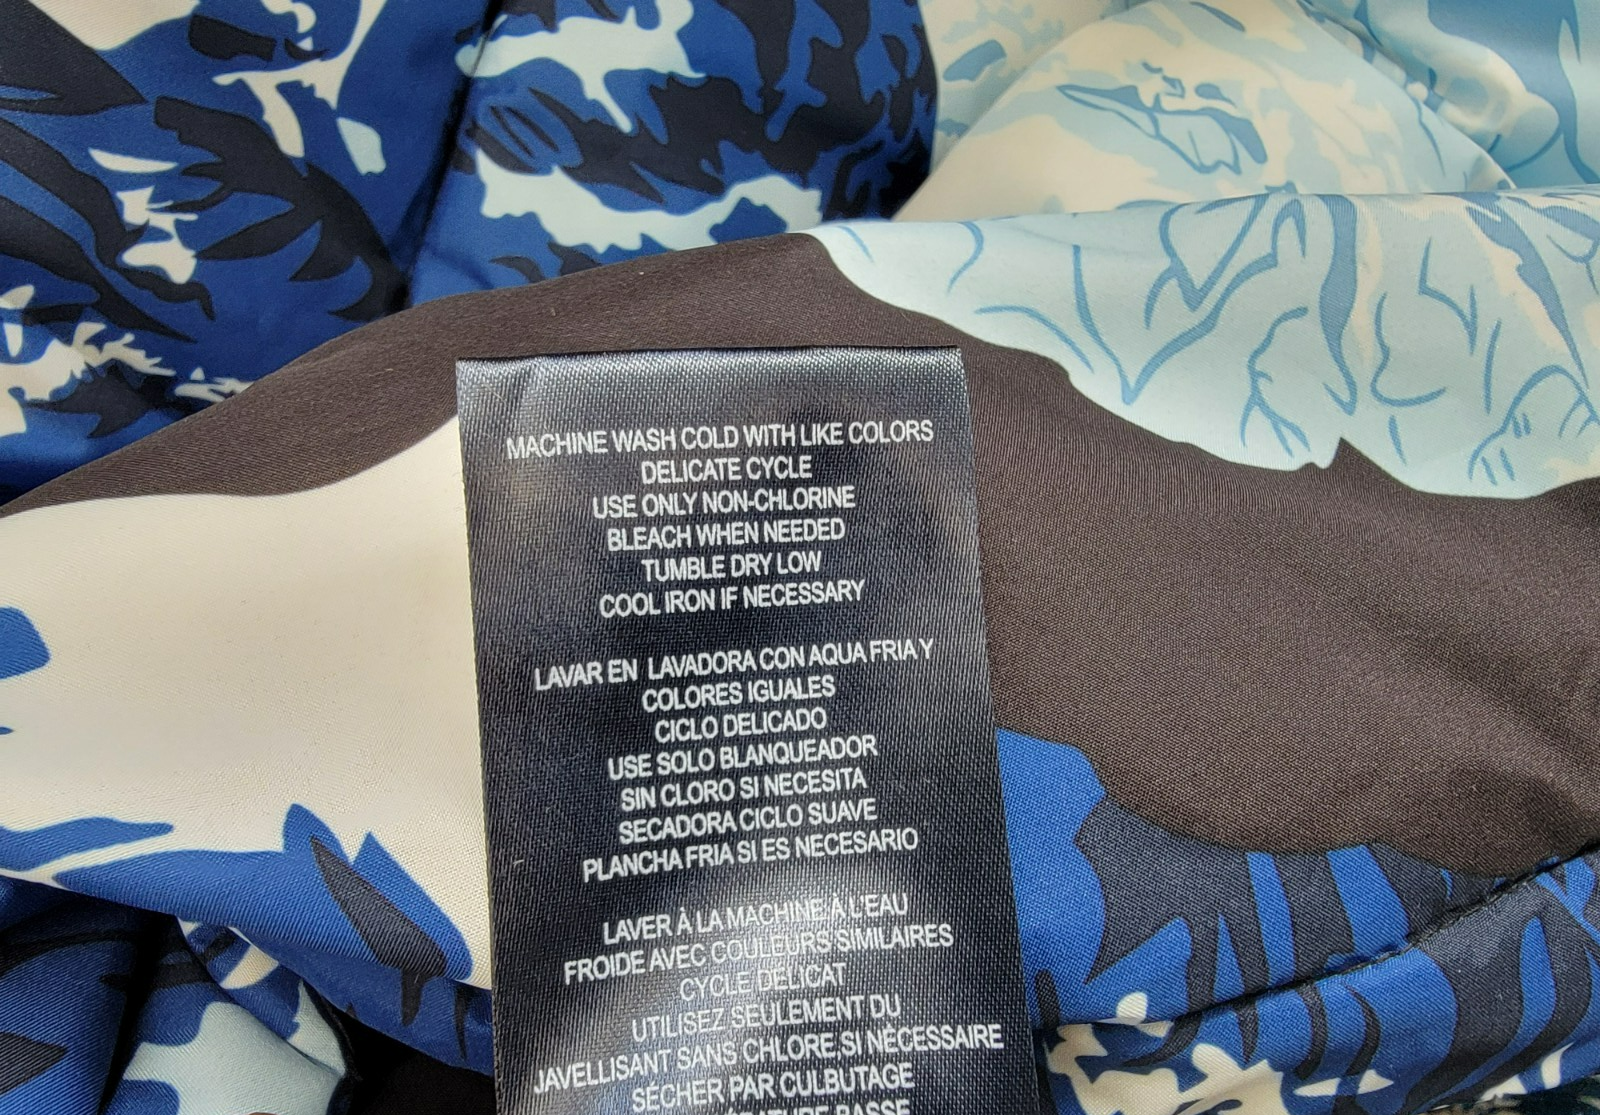 MACHINE WASH COLD WITH LIKE COLORS
DELICATE CYCLE
USE ONLY NON-CHLORINE
BLEACH WHEN NEEDED
TUMBLE DRY LOW
COOL IRON IF NECESSARY
LAVAR EN LAVADORA CON AQUA FRIA Y
COLORES IGUALES
CICLO DELICADO
USE SOLO BLANQUEADOR
SIN CLORO SI NECESITA
SECADORA CICLO SUAVE
PLANCHA FRIA SI ES NECESARIO
LAVER À LA MACHINE:À L'EAU
FROIDE AVEC COULEURS SIMILAIRES
CYCLE DÉLICAT
UTILISEZ SEULEMENT DU
JAVELLISANT SANS CHLORE,SI NÉCESSAIRE
SÉCHER PAR CULBUTAGE
BASSE